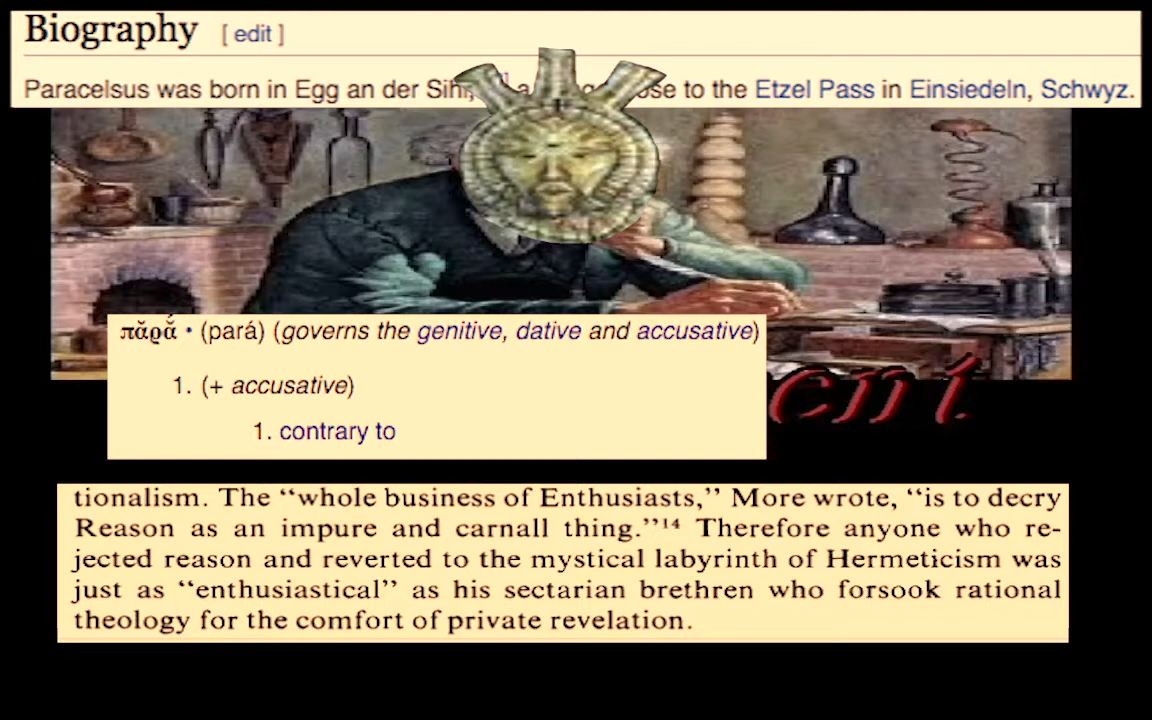 Biography [ edit ]
Paracelsus was born in Egg an der Sihl, close to the Etzel Pass in Einsiedeln, Schwyz.
πᾰρᾰ́ • (pará) (governs the genitive, dative and accusative)
1. (+ accusative)
1. contrary to
tionalism. The “whole business of Enthusiasts,” More wrote, “is to decry
Reason as an impure and carnall thing.”¹⁴ Therefore anyone who re-
jected reason and reverted to the mystical labyrinth of Hermeticism was
just as “enthusiastical” as his sectarian brethren who forsook rational
theology for the comfort of private revelation.